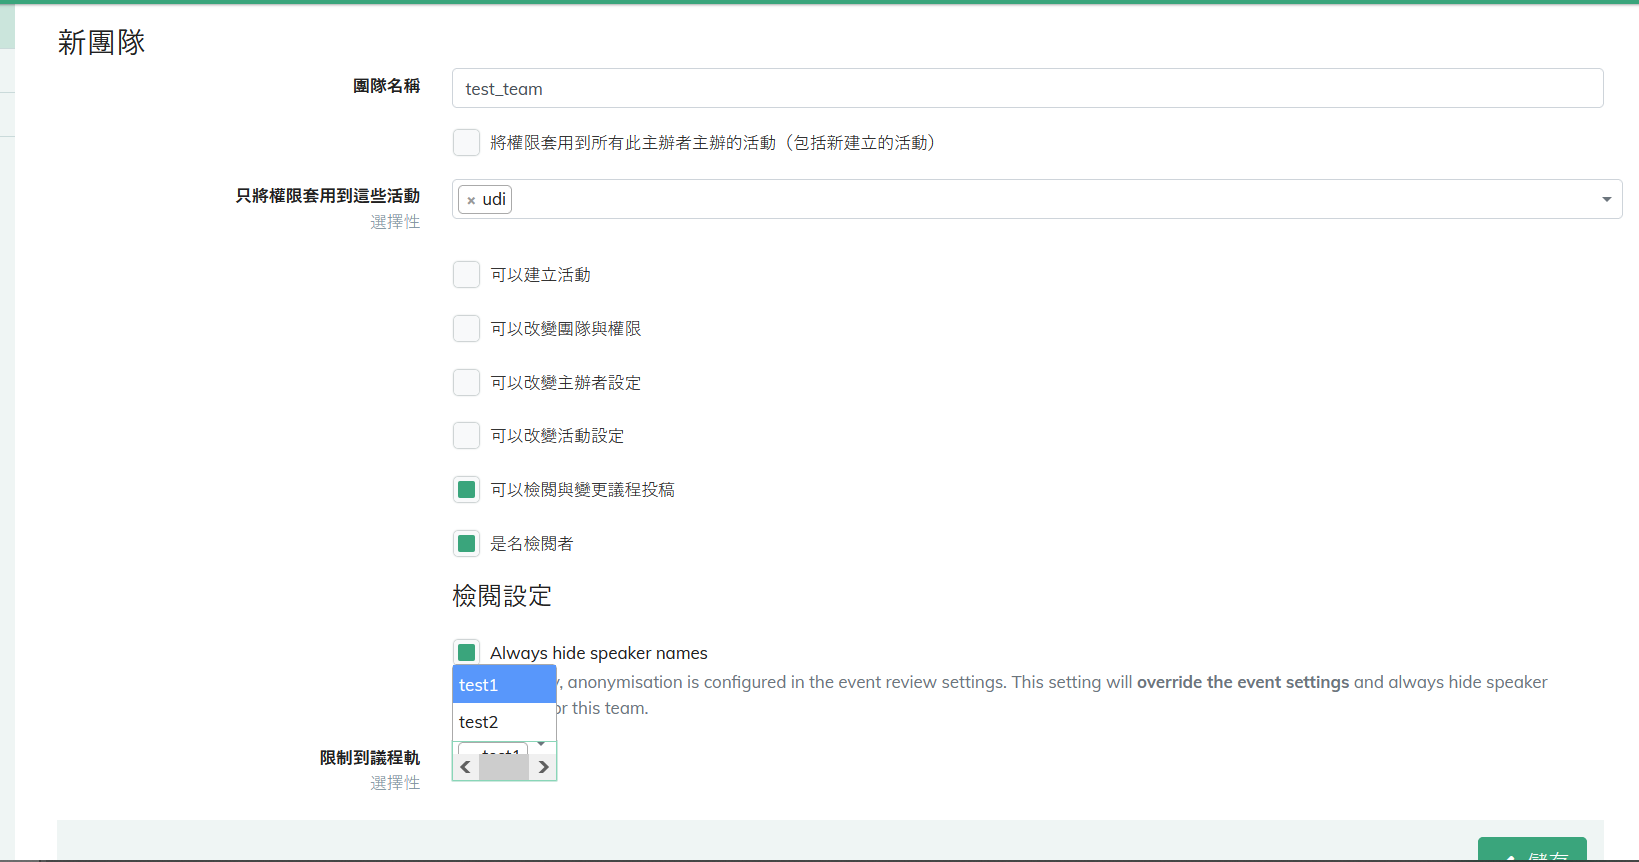 新團隊
團隊名稱
test_team
將權限套用到所有此主辦者主辦的活動（包括新建立的活動）
只將權限套用到這些活動
選擇性
× udi
可以建立活動
可以改變團隊與權限
可以改變主辦者設定
可以改變活動設定
可以檢閱與變更議程投稿
是名檢閱者
檢閱設定
Always hide speaker names
, anonymisation is configured in the event review settings. This setting will override the event settings and always hide speaker
or this team.
test1
test2
限制到議程軌
選擇性
test1
儲存